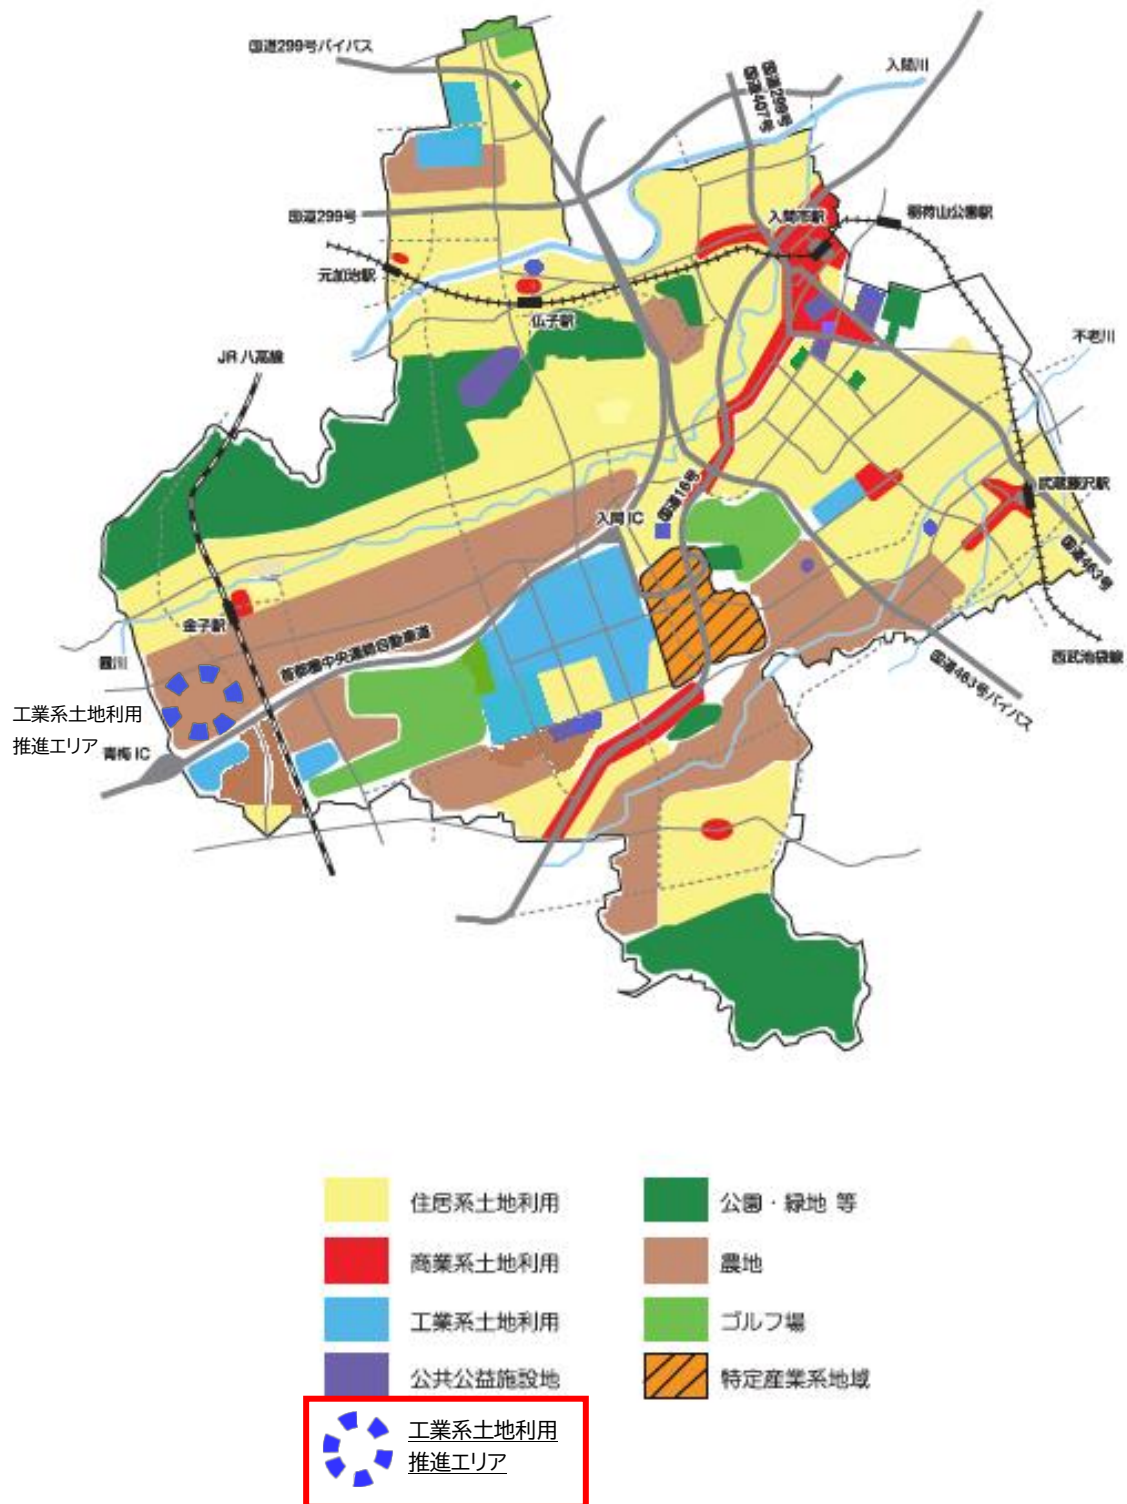 国道299号バイパス
国道299号
国道407号
入間川
国道299号
入間市駅
稲荷山公園駅
元加治駅
仏子駅
不老川
JR八高線
国道16号
武蔵藤沢駅
入間IC
国道463号
金子駅
首都圏中央連絡自動車道
霞川
西武池袋線
国道463号バイパス
工業系土地利用
推進エリア
青梅IC
住居系土地利用
公園・緑地 等
商業系土地利用
農地
工業系土地利用
ゴルフ場
公共公益施設地
特定産業系地域
工業系土地利用
推進エリア